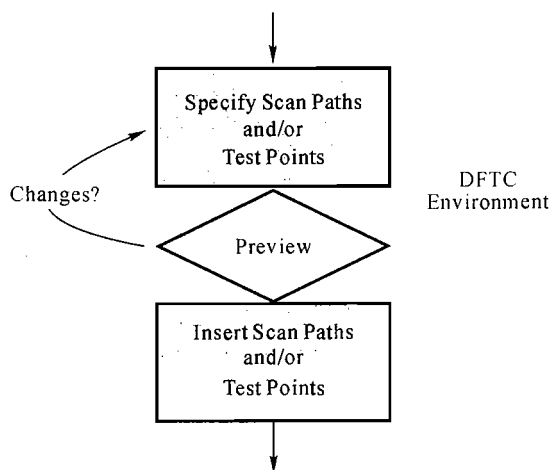 Specify Scan Paths
and/or
Test Points
Changes?
DFTC
Environment
Preview
Insert Scan Paths
and/or
Test Points